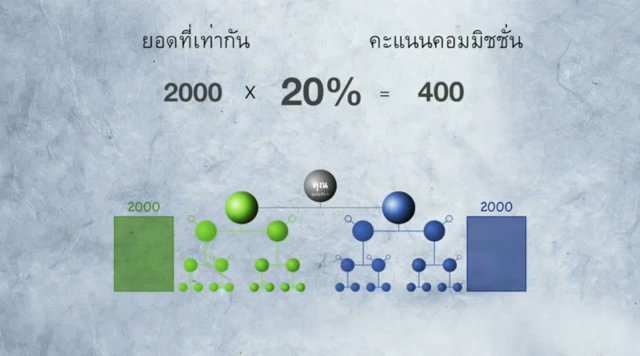 ยอดที่เท่ากัน คะแนนคอมมิชชั่น
2000 x 20% = 400
คุณ
2000 2000